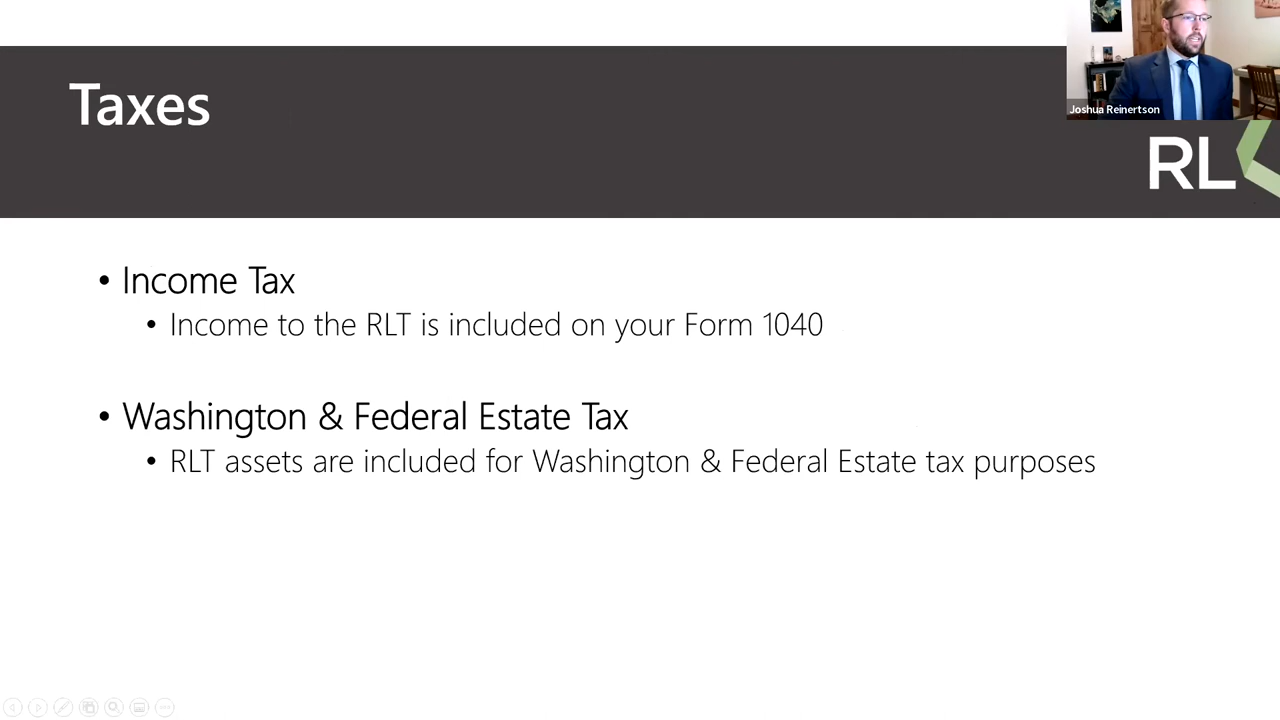 Taxes
Joshua Reinertson
RL
• Income Tax
• Income to the RLT is included on your Form 1040
• Washington & Federal Estate Tax
• RLT assets are included for Washington & Federal Estate tax purposes